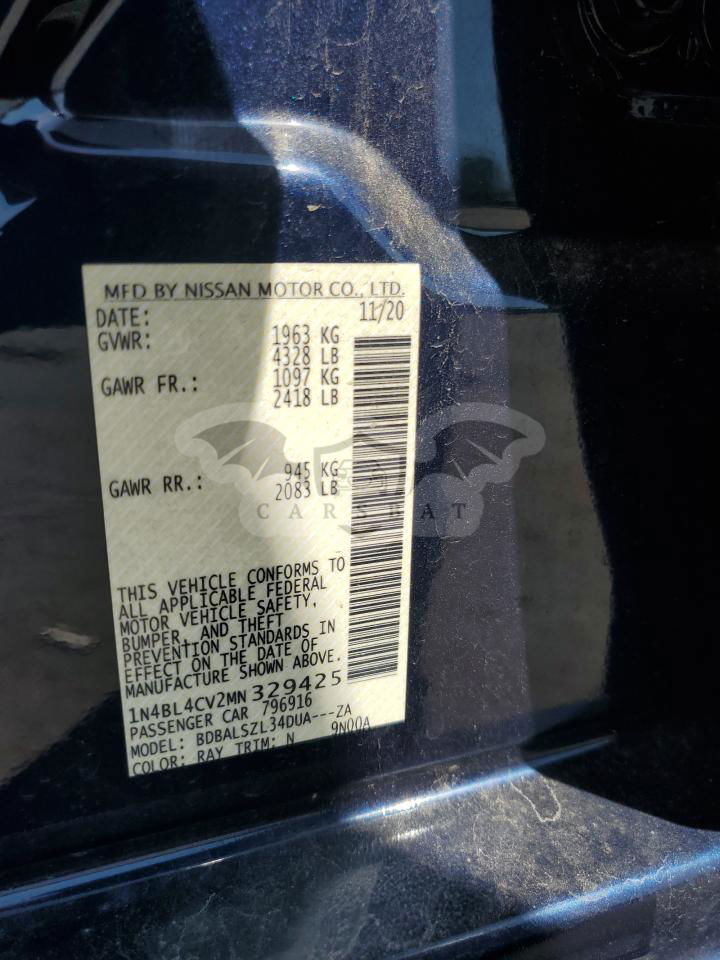 MFD BY NISSAN MOTOR CO., LTD.
DATE: 11/20
GVWR: 1963 KG
4328 LB
GAWR FR.: 1097 KG
2418 LB
GAWR RR.: 945 KG
2083 LB
CARSBAT
THIS VEHICLE CONFORMS TO
ALL APPLICABLE FEDERAL
MOTOR VEHICLE SAFETY,
BUMPER, AND THEFT
PREVENTION STANDARDS IN
EFFECT ON THE DATE OF
MANUFACTURE SHOWN ABOVE.
1N4BL4CV2MN329425
PASSENGER CAR 796916
MODEL: BDBALSZL34DUA---ZA
COLOR: RAY TRIM: N 9N00A